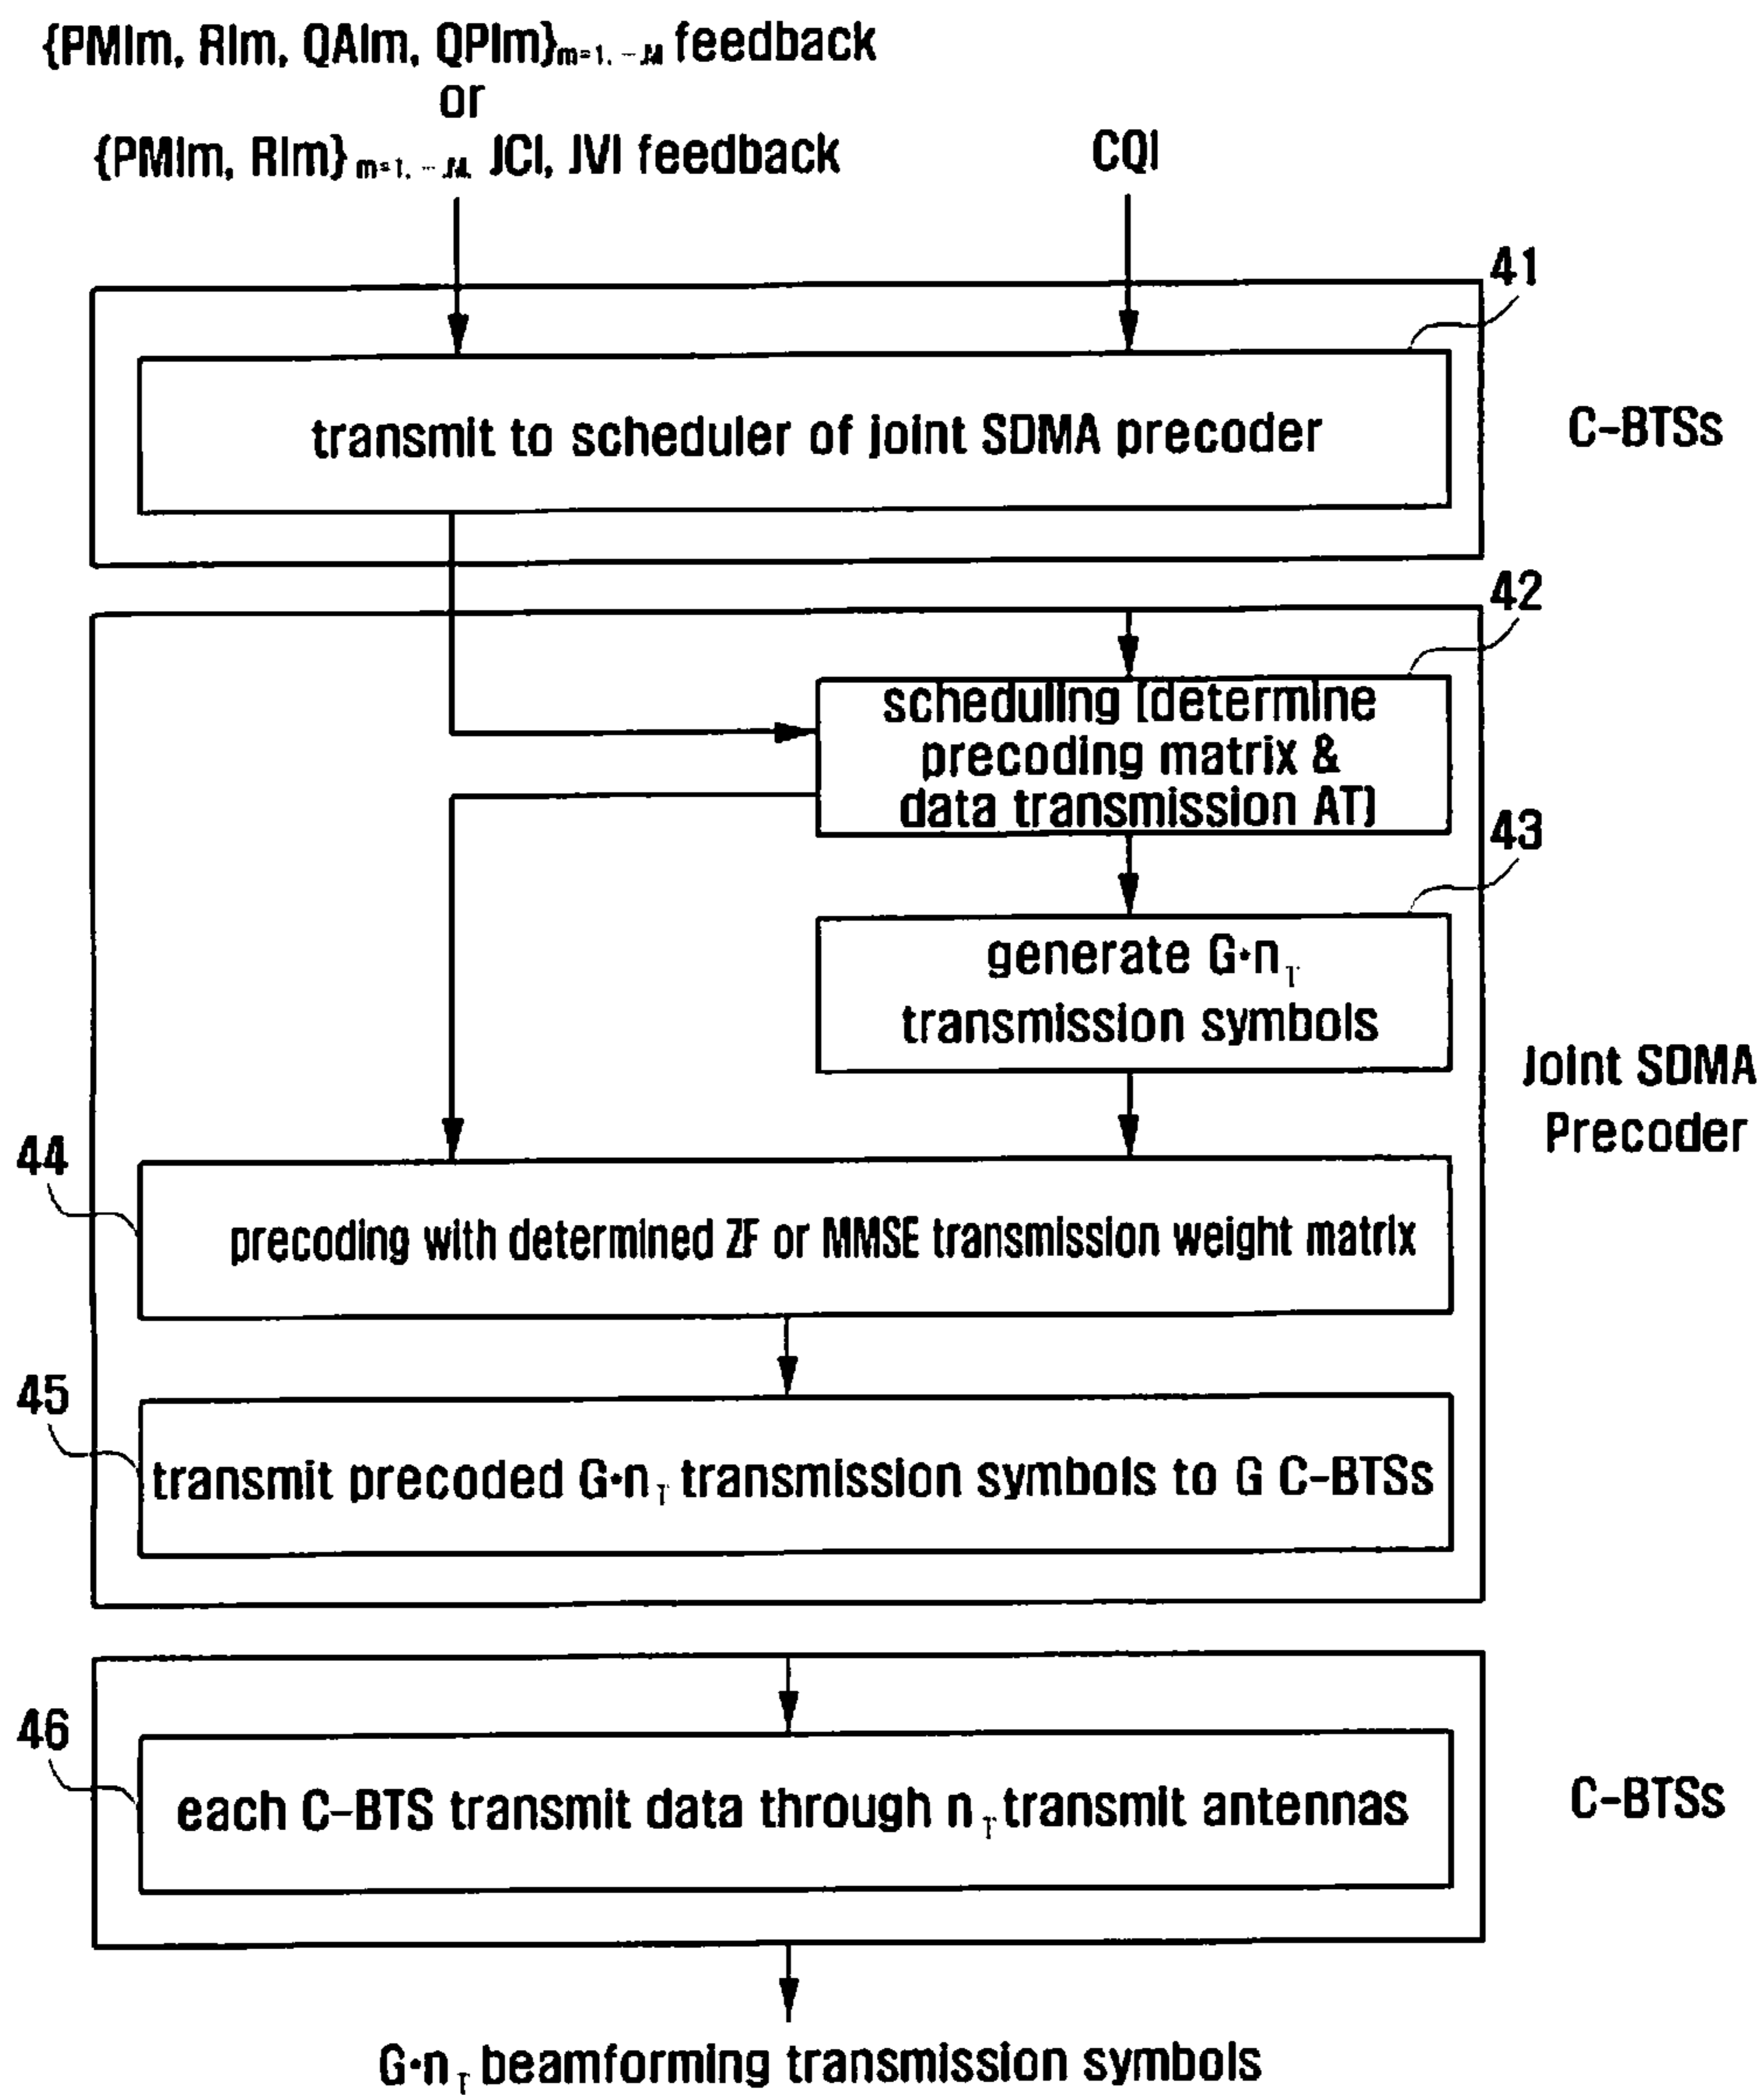 {PMIm, RIm, QAIm, QPIm}m=1, ⋯ ,M feedback
or
{PMIm, RIm}m=1, ⋯ ,M, JCI, JVI feedback
CQI
41
transmit to scheduler of joint SDMA precoder
C-BTSs
42
scheduling [determine
precoding matrix &
data transmission AT]
43
generate G·nT
transmission symbols
Joint SDMA
Precoder
44
precoding with determined ZF or MMSE transmission weight matrix
45
transmit precoded G·nT transmission symbols to G C-BTSs
46
each C-BTS transmit data through nT transmit antennas
C-BTSs
G·nT beamforming transmission symbols